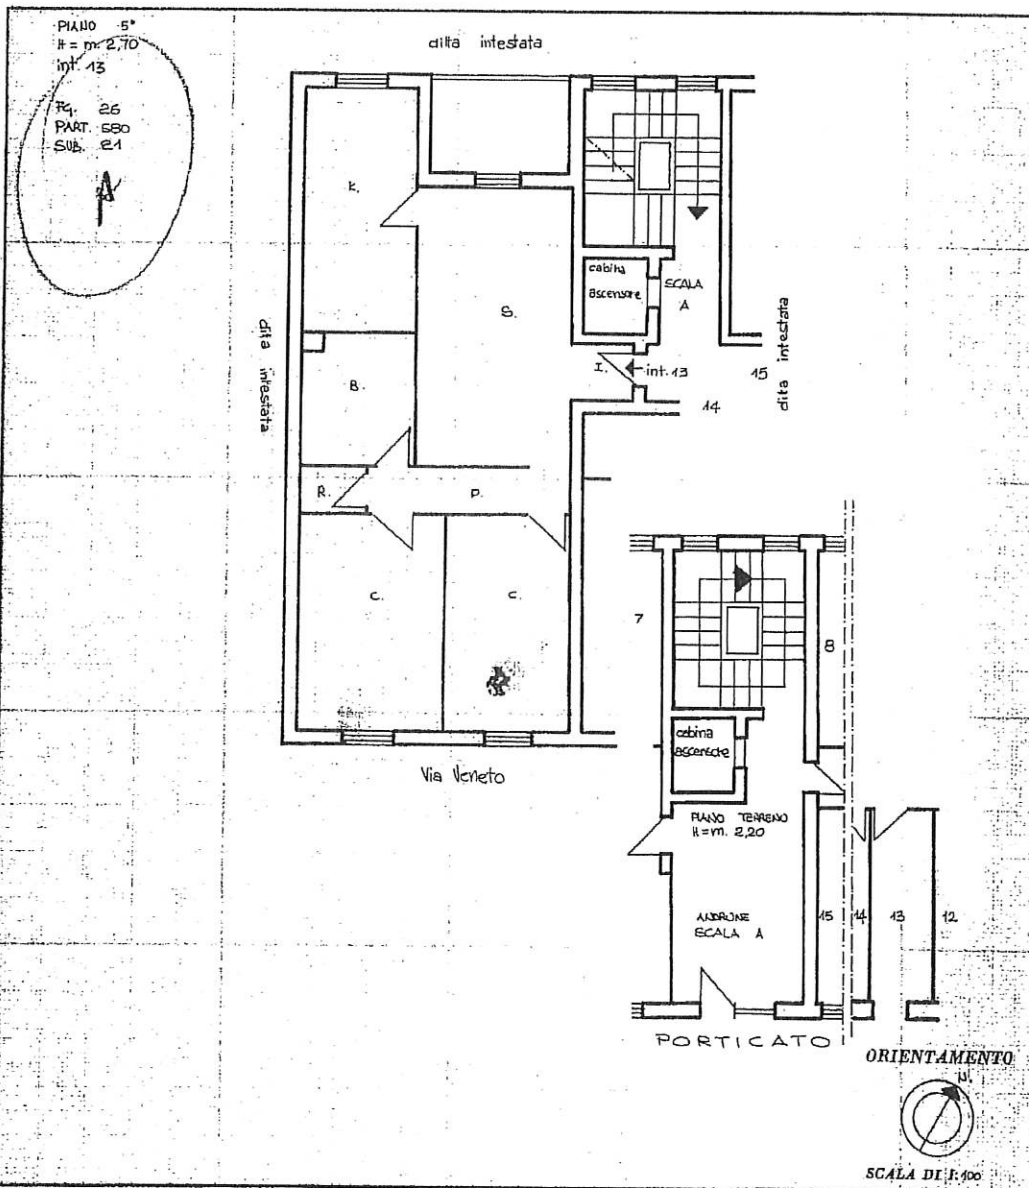 PIANO 5°
H = m. 2,70
int. 13
FG. 26
PART. 580
SUB. 21
ditta intestata
K.
S.
cabina
ascensore
SCALA
A
ditta intestata
B.
I.
int. 13
15
14
ditta intestata
R.
P.
C.
C.
Via Veneto
7
8
cabina
ascensore
PIANO TERRENO
H = m. 2,20
ANDRONE
SCALA A
15
14
13
12
PORTICATO
ORIENTAMENTO
N.
SCALA DI 1:100